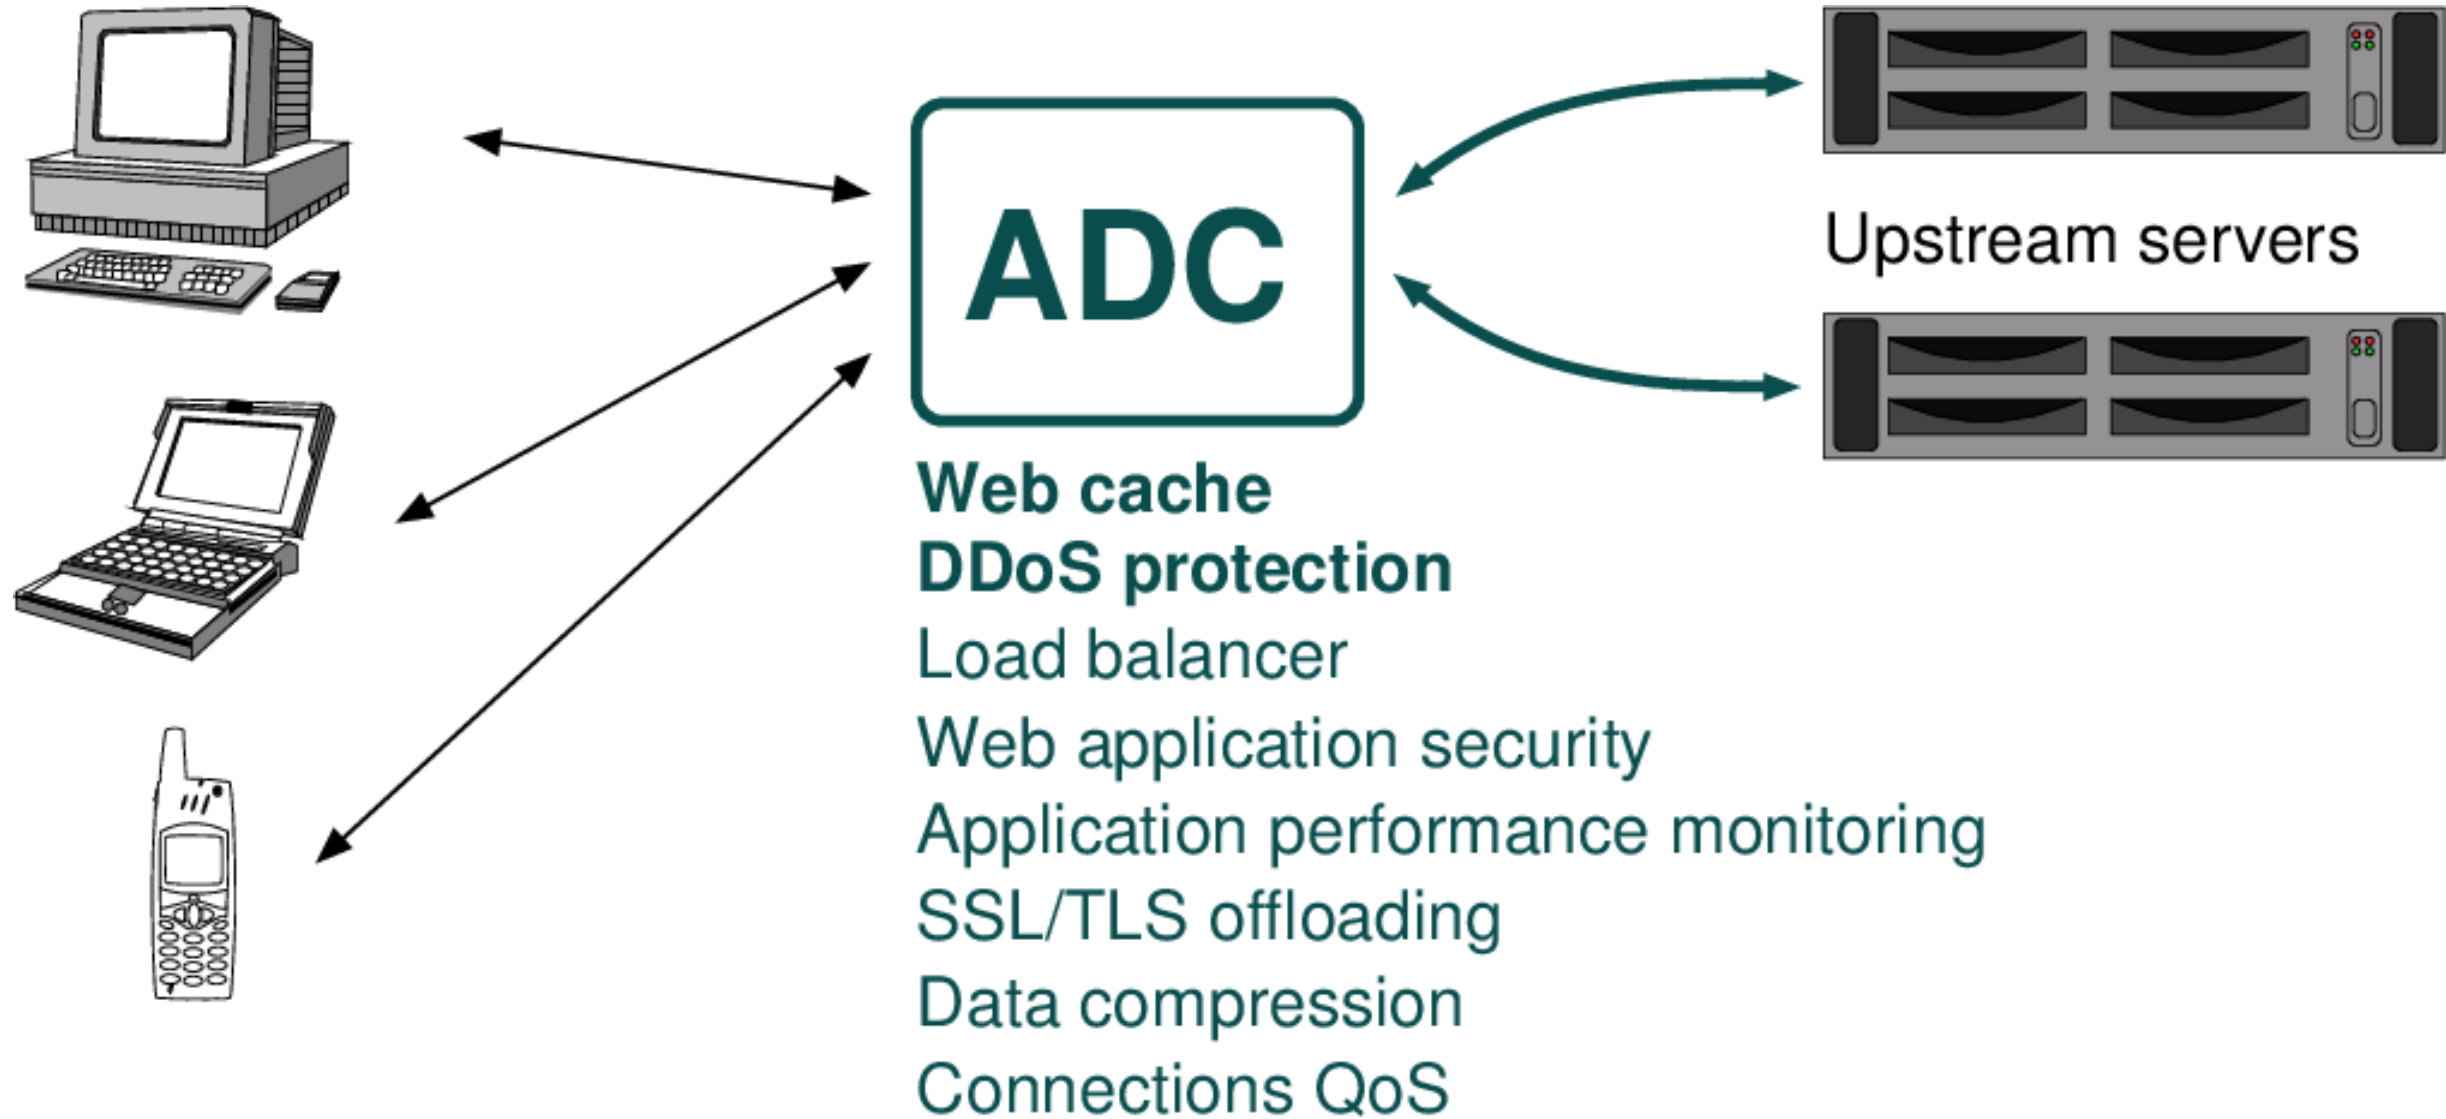 ADC
Upstream servers
Web cache
DDoS protection
Load balancer
Web application security
Application performance monitoring
SSL/TLS offloading
Data compression
Connections QoS